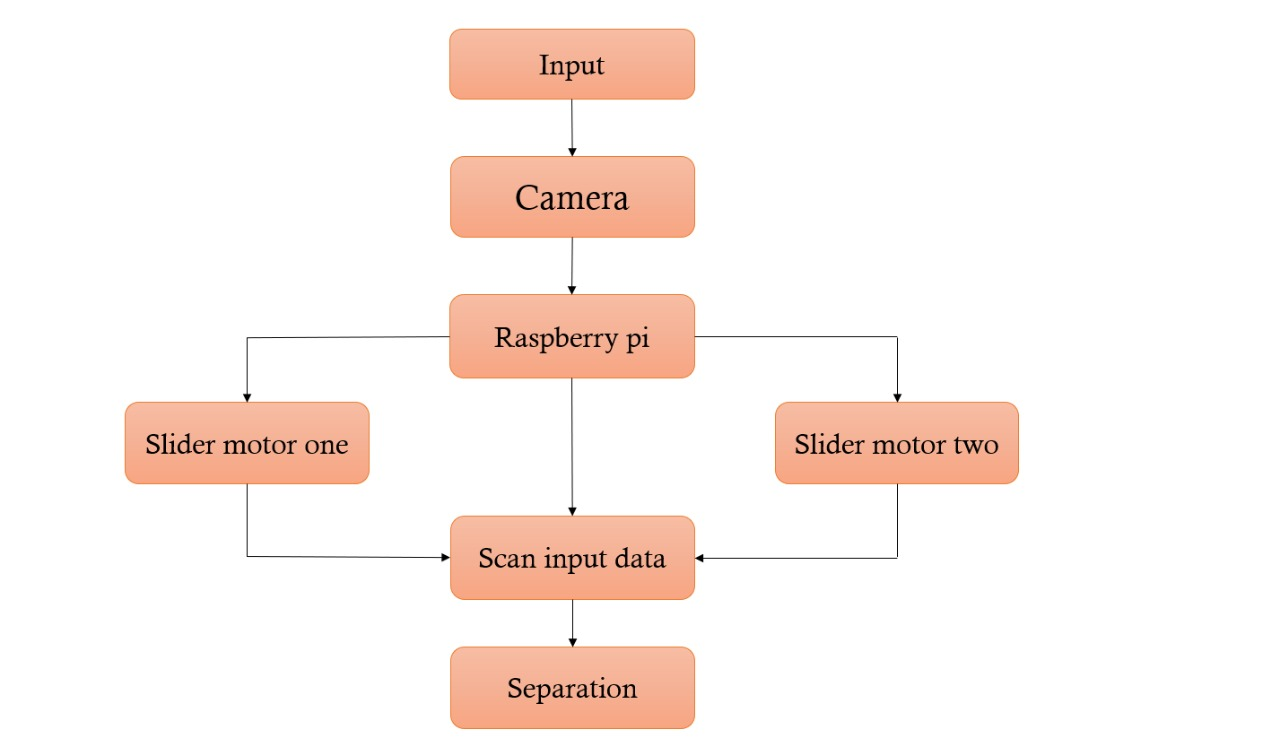 Input
Camera
Raspberry pi
Slider motor one
Slider motor two
Scan input data
Separation